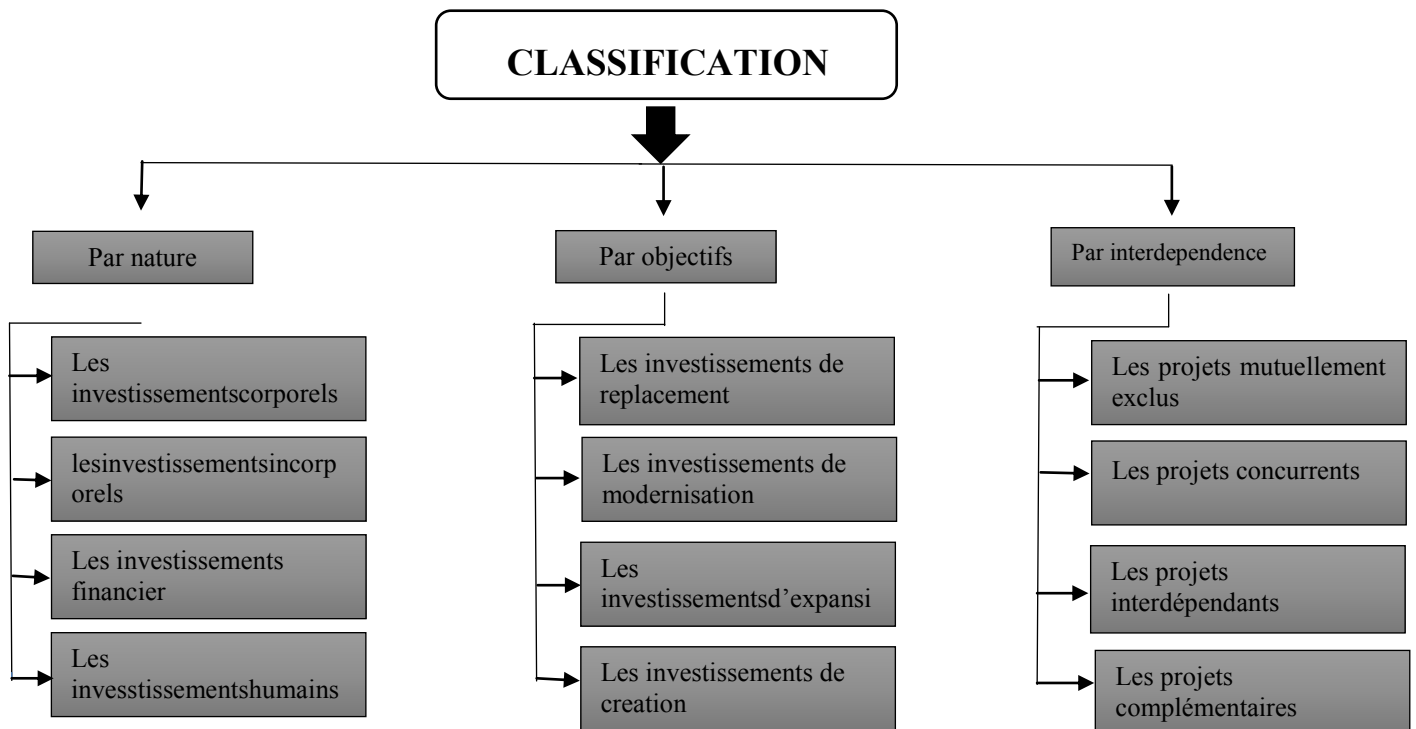 CLASSIFICATION
Par nature
Par objectifs
Par interdependence
Les
investissementscorporels
lesinvestissementsincorp
orels
Les investissements
financier
Les
invesstissementshumains
Les investissements de
replacement
Les investissements de
modernisation
Les
investissementsd’expansi
Les investissements de
creation
Les projets mutuellement
exclus
Les projets concurrents
Les projets
interdépendants
Les projets
complémentaires